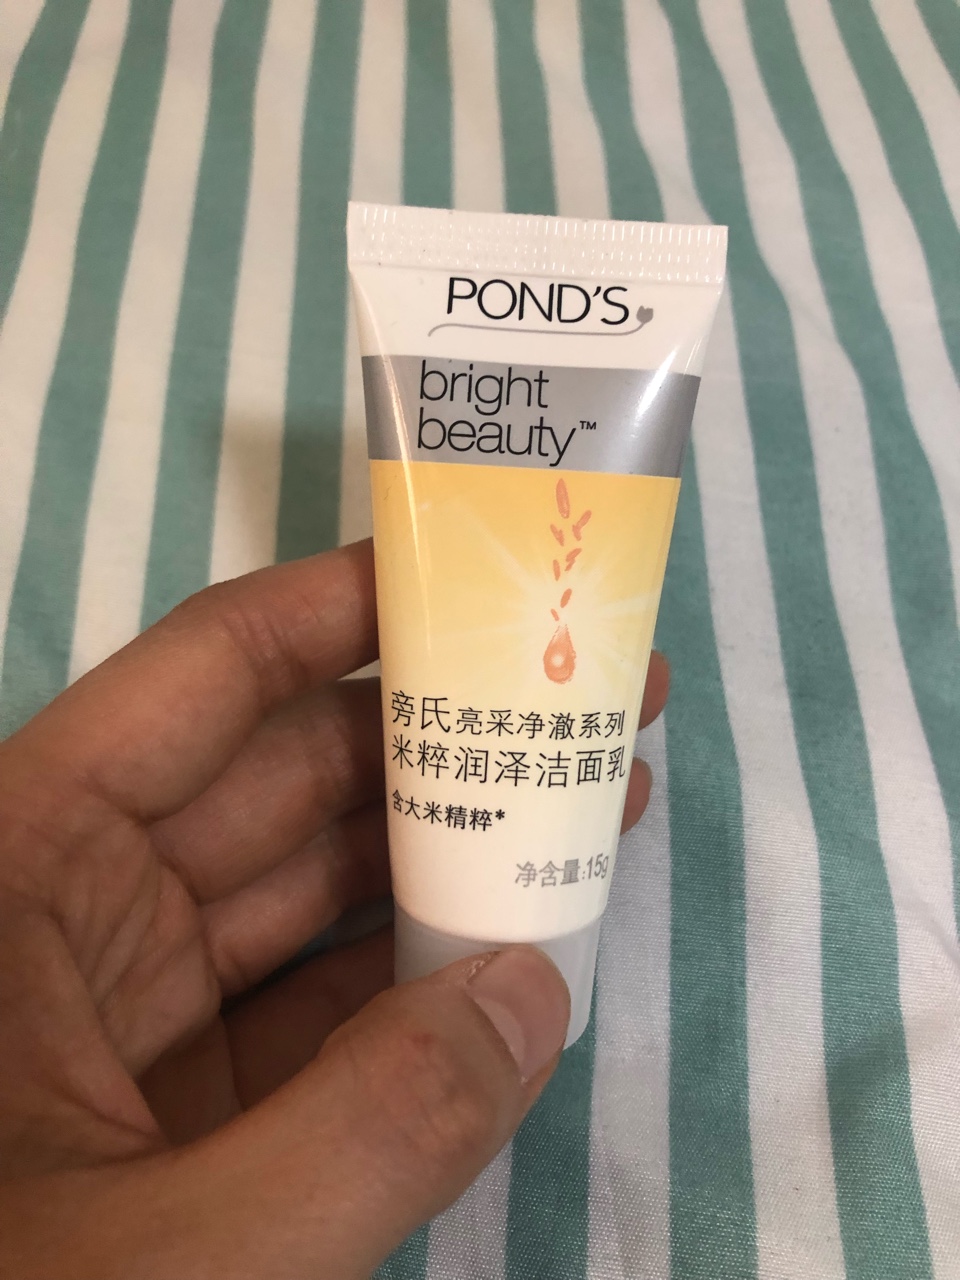 POND'S
bright
beauty™
旁氏亮采净澈系列
米粹润泽洁面乳
含大米精粹*
净含量:15g